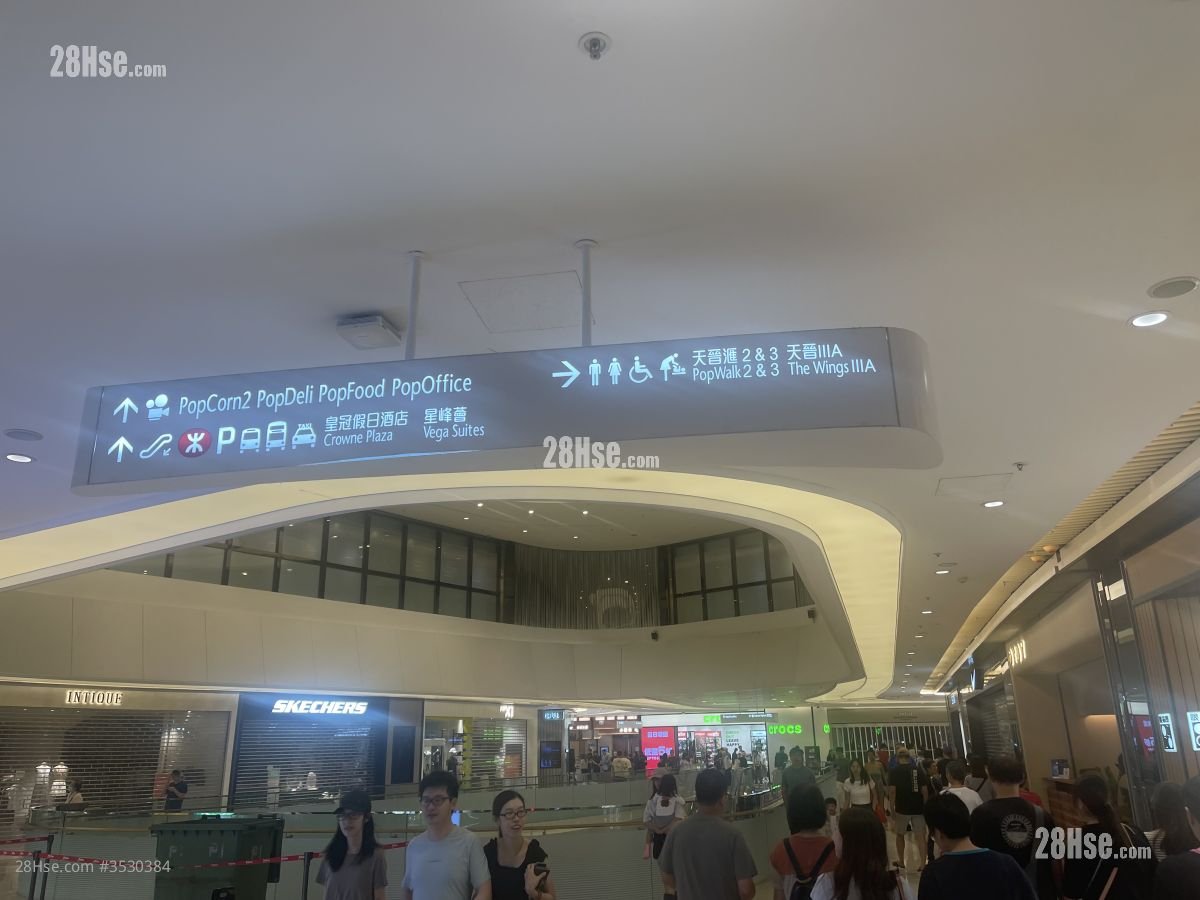 28Hse.com
PopCorn2 PopDeli PopFood PopOffice
P TAXI 皇冠假日酒店 星峰薈
Crowne Plaza Vega Suites
天晉滙 2 & 3 天晉IIIA
PopWalk 2 & 3 The Wings IIIA
28Hse.com
INTIQUE
SKECHERS
crocs
28Hse.com
28Hse.com #3530384